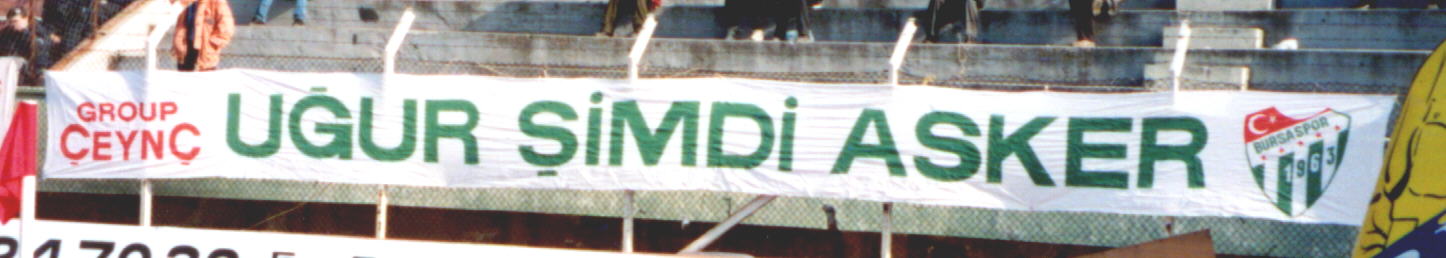 GROUP
ÇEYNÇ
UĞUR ŞİMDİ ASKER
BURSASPOR
1963